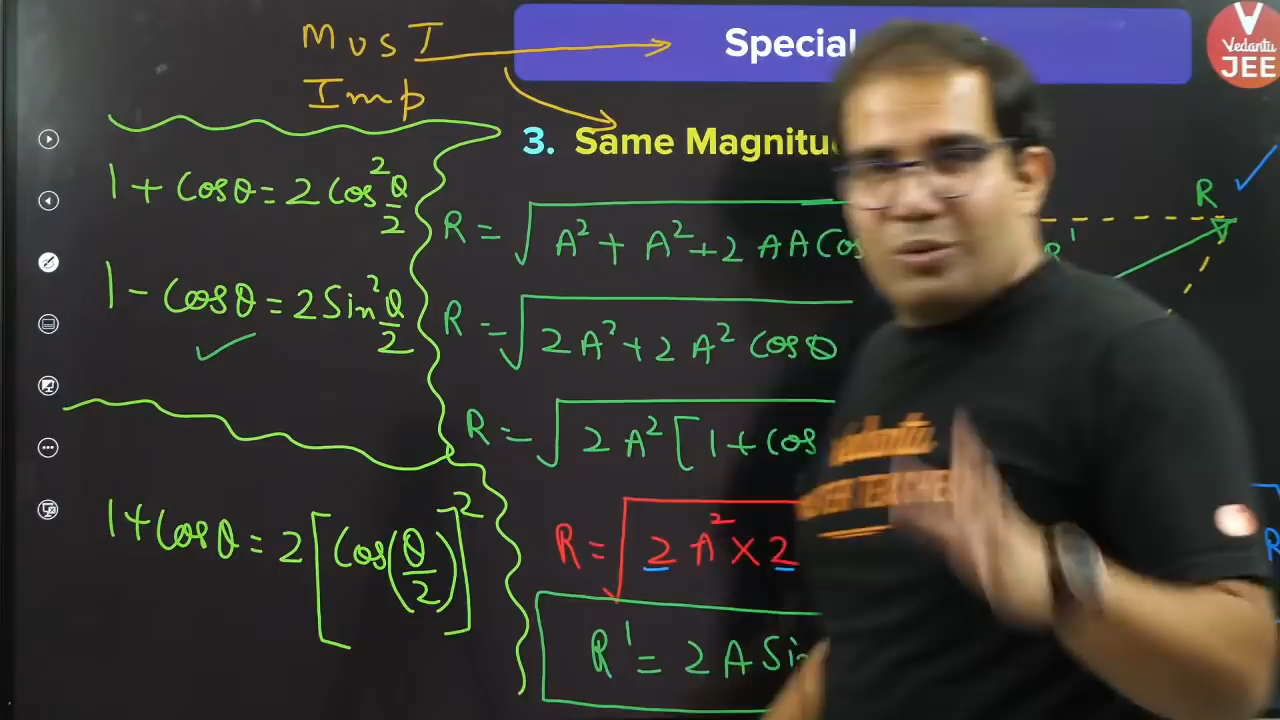 MUST
Imp
Special
Vedantu
JEE
3. Same Magnitu
1 + Cosθ = 2 Cos²θ/2
1 - Cosθ = 2 Sin²θ/2
1 + Cosθ = 2 [Cos(θ/2)]²
R = √A² + A² + 2 A A Cos
R = √2A² + 2 A² Cosθ
R = √2 A² [1 + Cos
R = √2 A² × 2
R' = 2 A Sin
R
R'
R
Vedantu